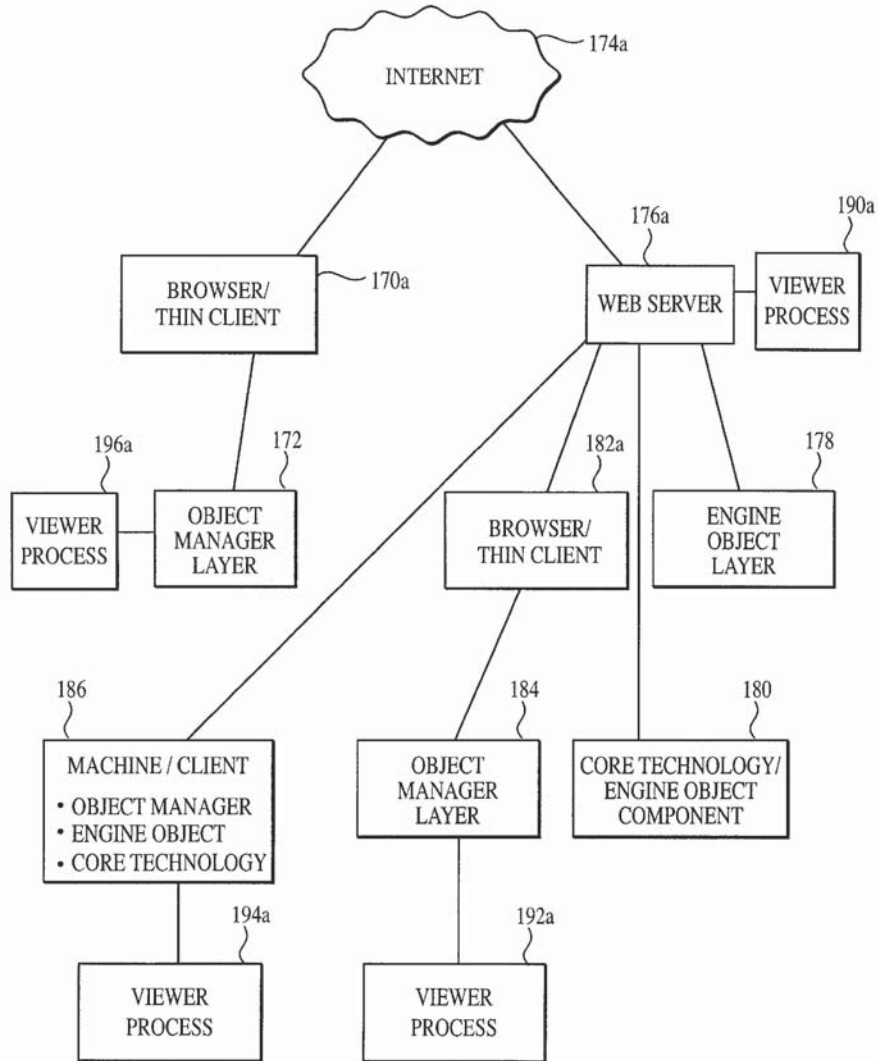 174a
INTERNET
176a
190a
BROWSER/
THIN CLIENT
170a
WEB SERVER
VIEWER
PROCESS
196a
172
182a
178
VIEWER
PROCESS
OBJECT
MANAGER
LAYER
BROWSER/
THIN CLIENT
ENGINE
OBJECT
LAYER
186
184
180
MACHINE / CLIENT
• OBJECT MANAGER
• ENGINE OBJECT
• CORE TECHNOLOGY
OBJECT
MANAGER
LAYER
CORE TECHNOLOGY/
ENGINE OBJECT
COMPONENT
194a
192a
VIEWER
PROCESS
VIEWER
PROCESS